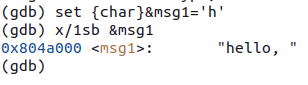 (gdb) set {char}&msg1='h'
(gdb) x/1sb &msg1
0x804a000 <msg1>:        "hello, "
(gdb)